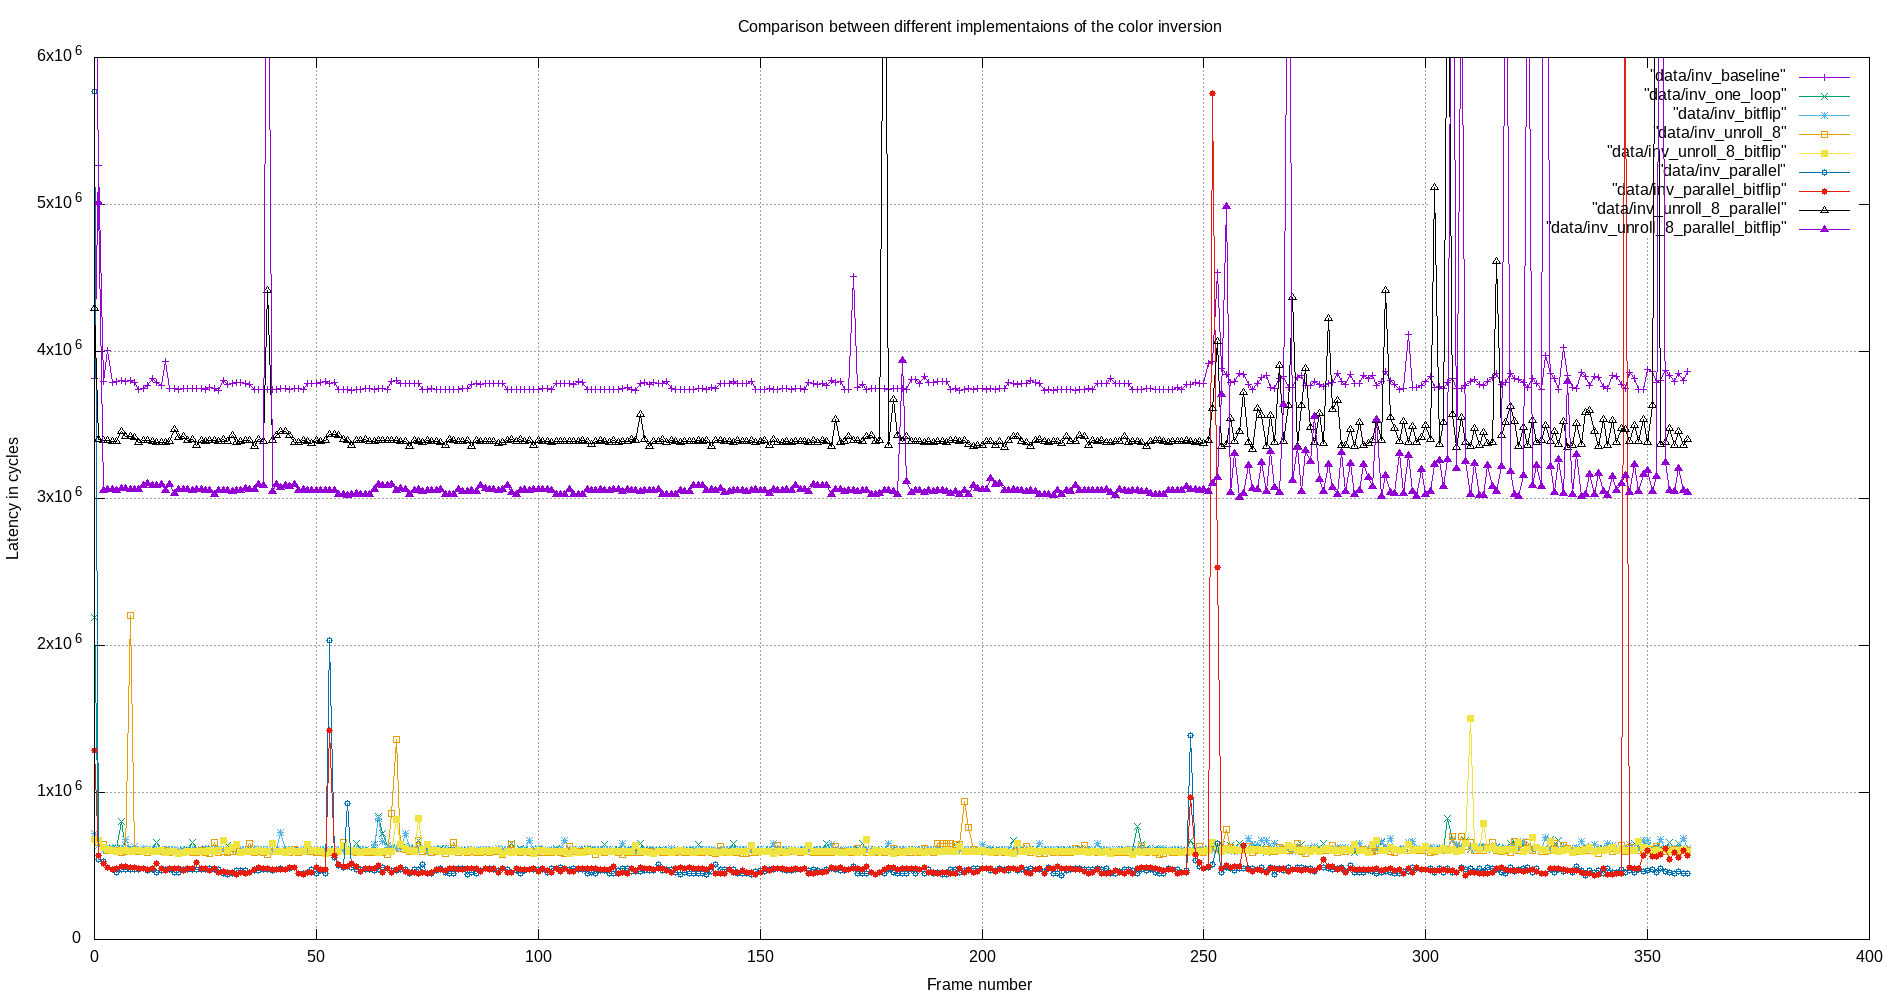 Comparison between different implementaions of the color inversion
6x10^6
5x10^6
4x10^6
3x10^6
2x10^6
1x10^6
0
Latency in cycles
"data/inv_baseline"
"data/inv_one_loop"
"data/inv_bitflip"
"data/inv_unroll_8"
"data/inv_unroll_8_bitflip"
"data/inv_parallel"
"data/inv_parallel_bitflip"
"data/inv_unroll_8_parallel"
"data/inv_unroll_8_parallel_bitflip"
0 50 100 150 200 250 300 350 400
Frame number